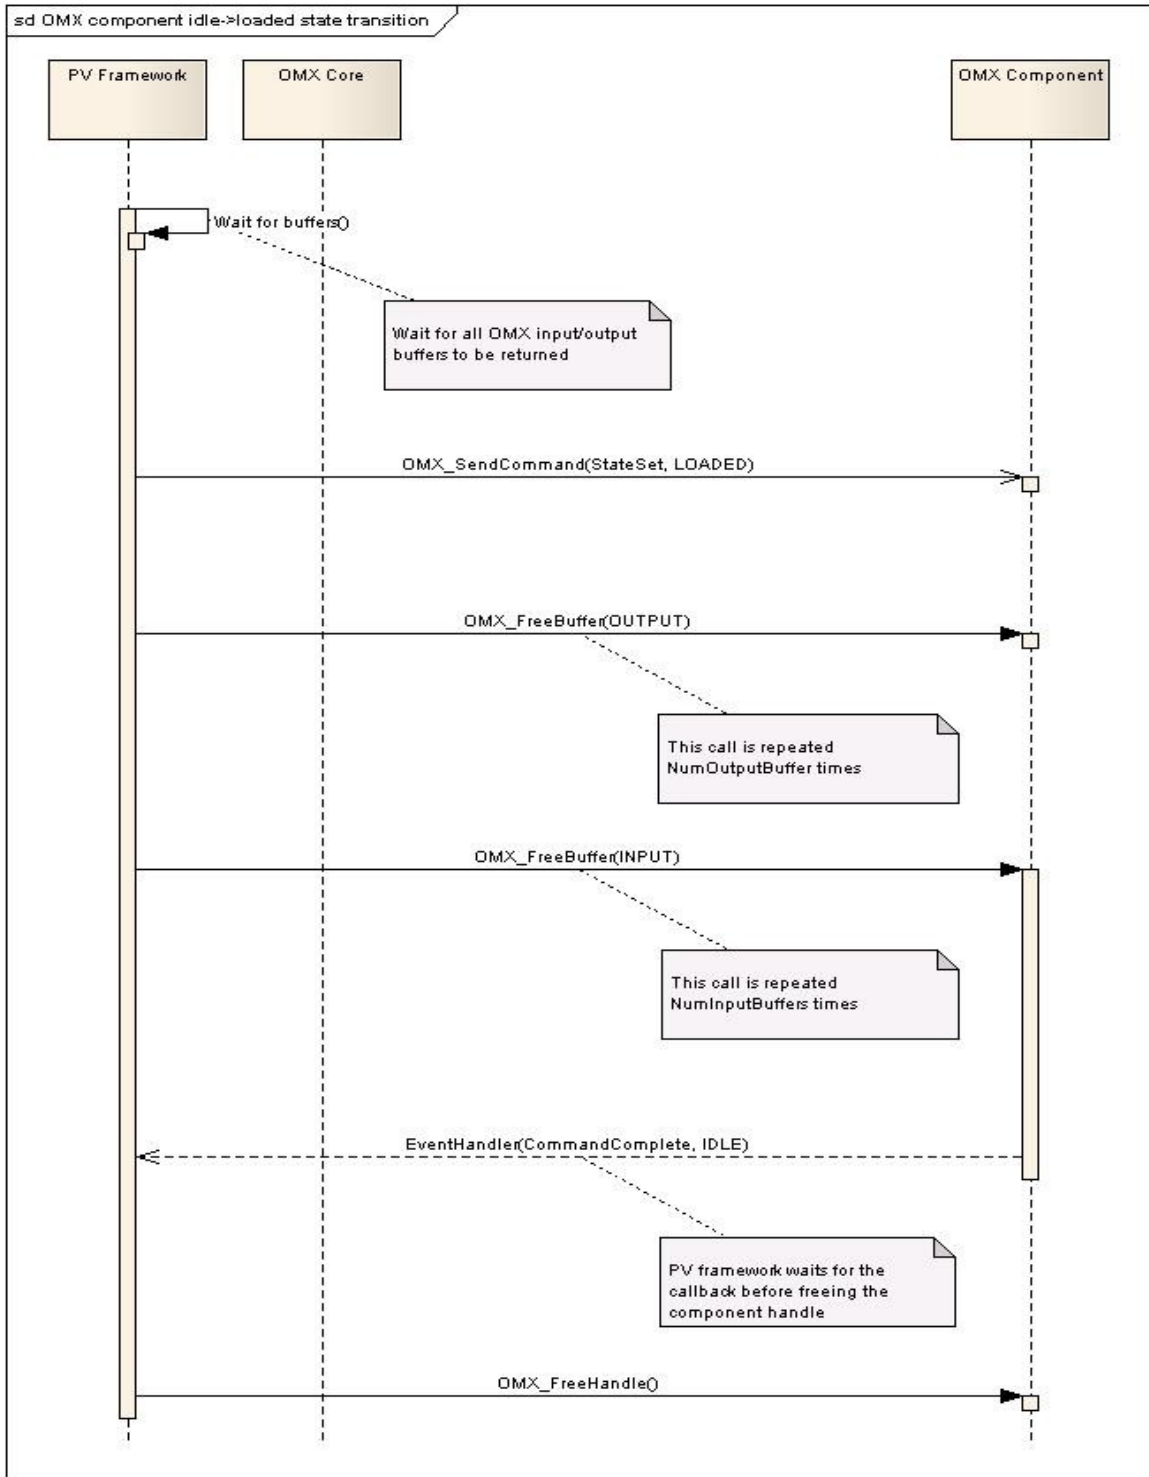 sd OMX component idle->loaded state transition
PV Framework
OMX Core
OMX Component
Wait for buffers()
Wait for all OMX input/output
buffers to be returned
OMX_SendCommand(StateSet, LOADED)
OMX_FreeBuffer(OUTPUT)
This call is repeated
NumOutputBuffer times
OMX_FreeBuffer(INPUT)
This call is repeated
NumInputBuffers times
EventHandler(CommandComplete, IDLE)
PV framework waits for the
callback before freeing the
component handle
OMX_FreeHandle()